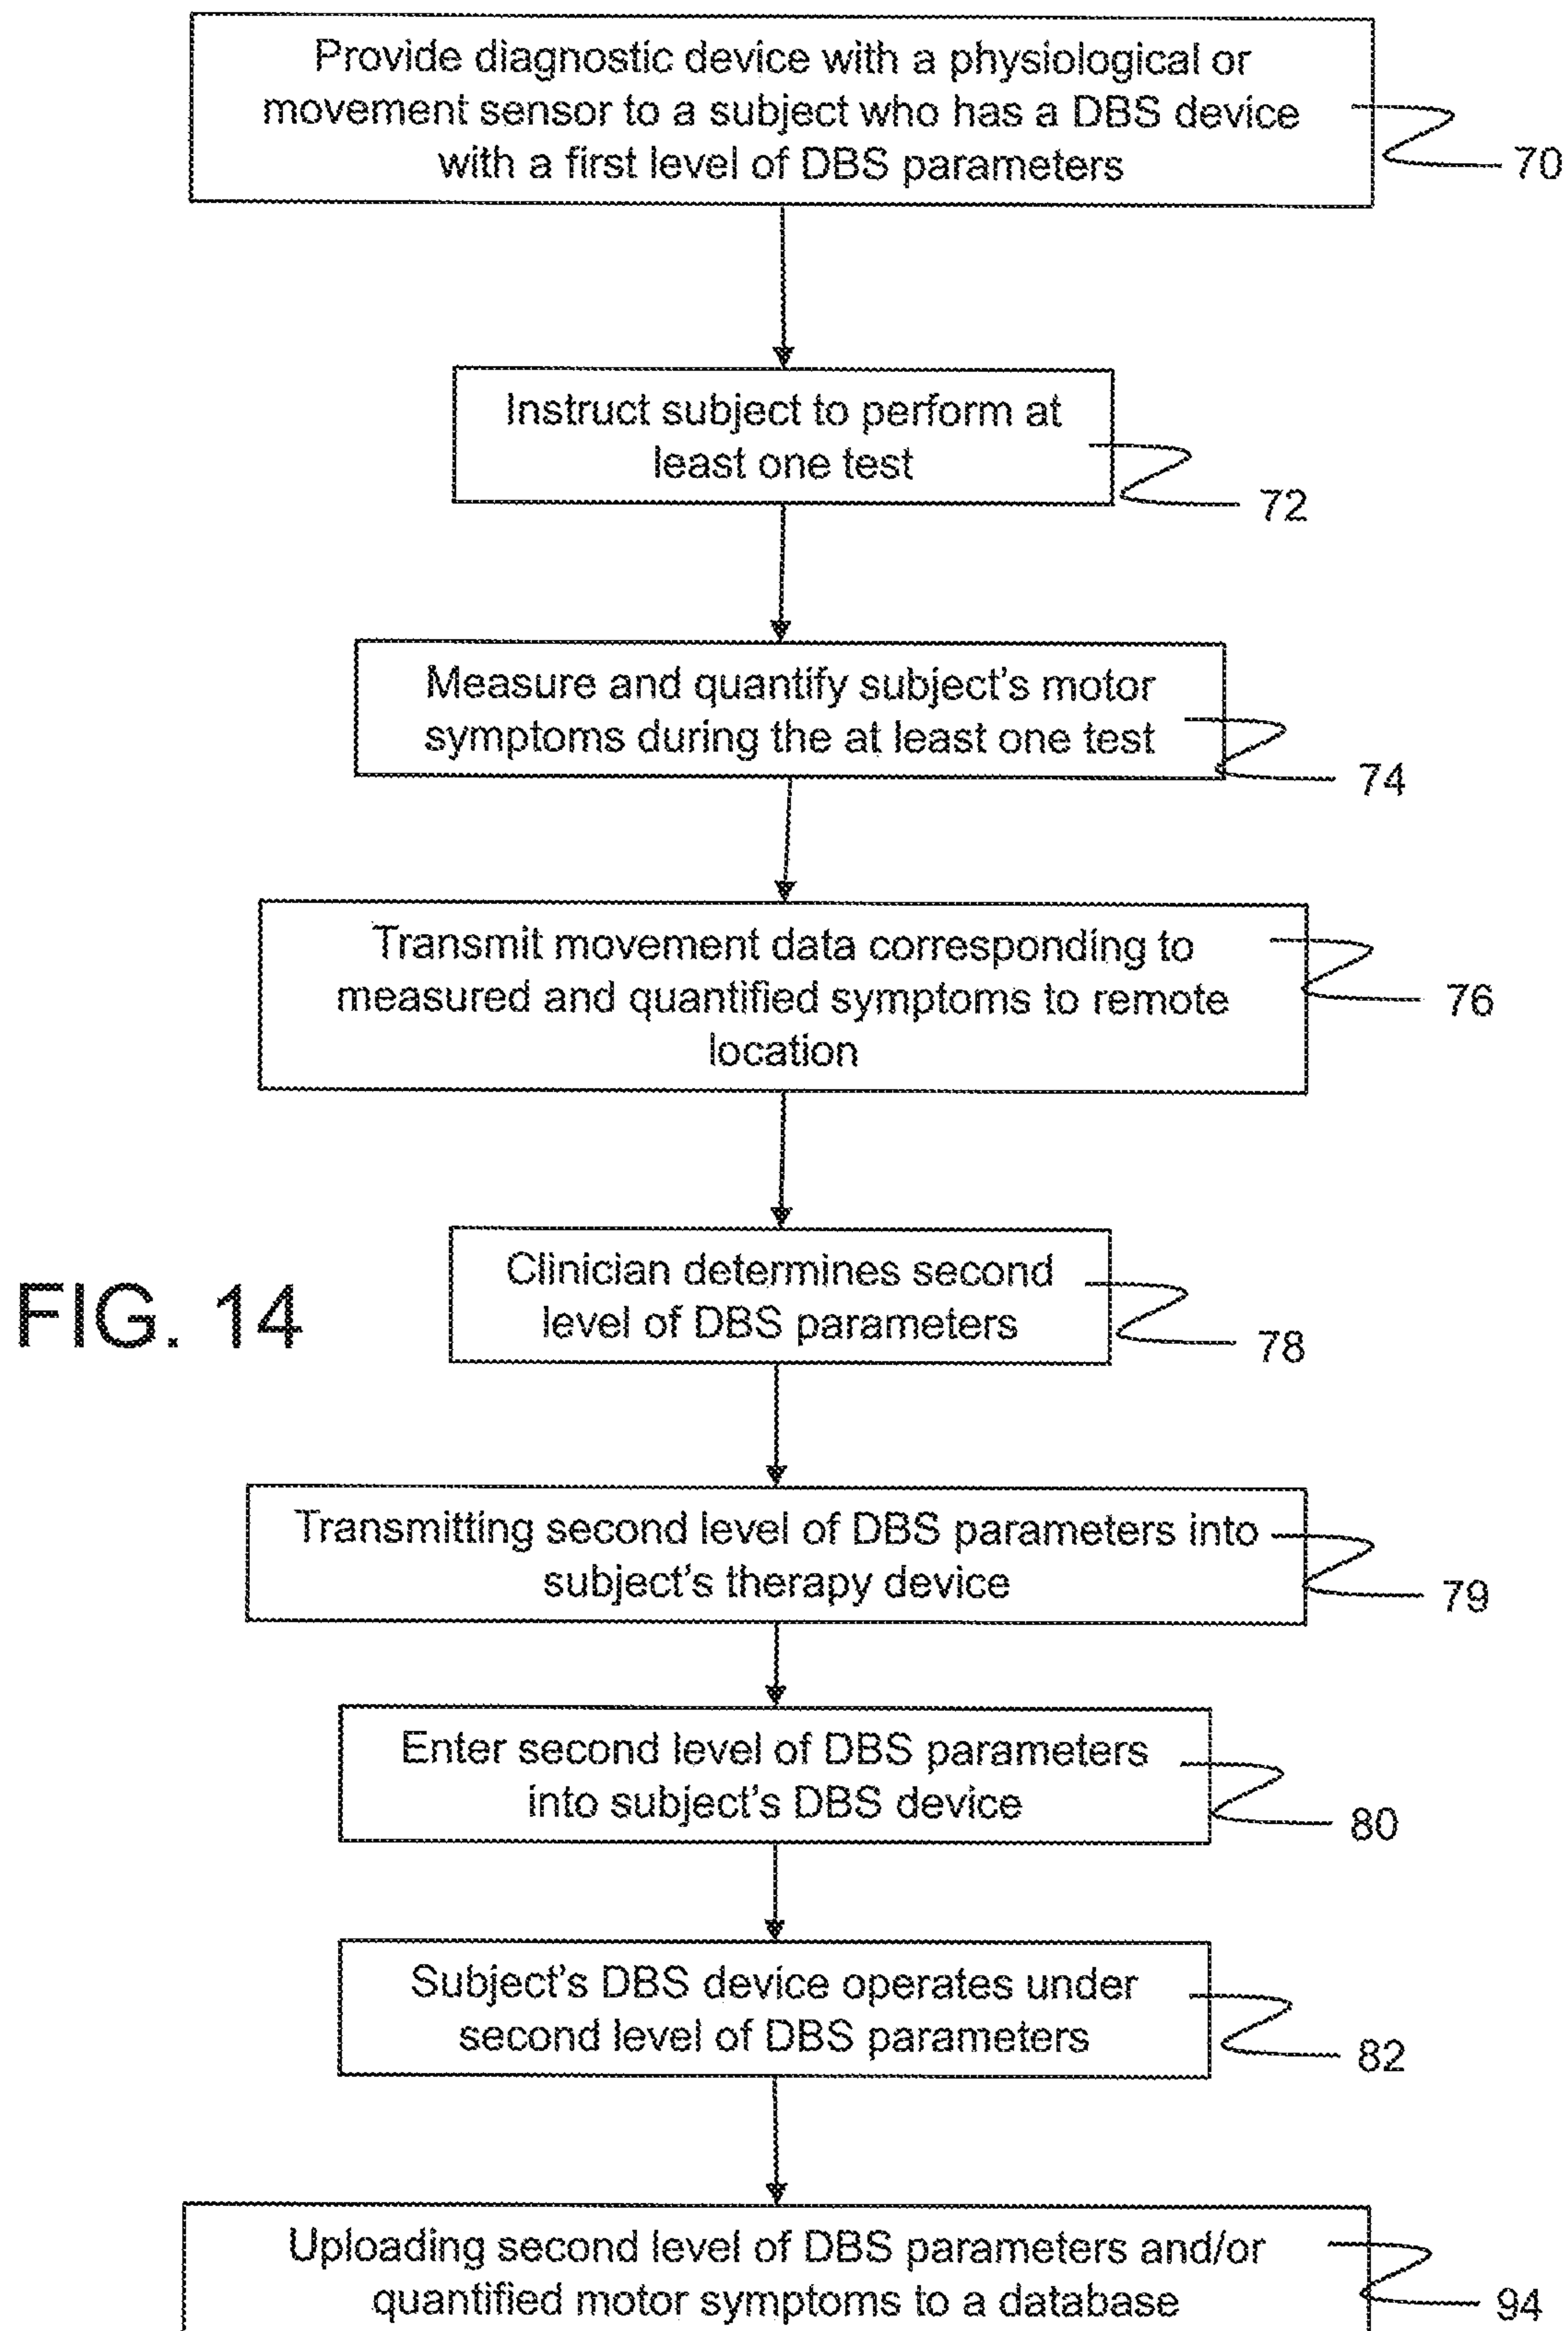 Provide diagnostic device with a physiological or
movement sensor to a subject who has a DBS device
with a first level of DBS parameters
70
Instruct subject to perform at
least one test
72
Measure and quantify subject's motor
symptoms during the at least one test
74
Transmit movement data corresponding to
measured and quantified symptoms to remote
location
76
Clinician determines second
level of DBS parameters
78
FIG. 14
Transmitting second level of DBS parameters into
subject's therapy device
79
Enter second level of DBS parameters
into subject's DBS device
80
Subject's DBS device operates under
second level of DBS parameters
82
Uploading second level of DBS parameters and/or
quantified motor symptoms to a database
94